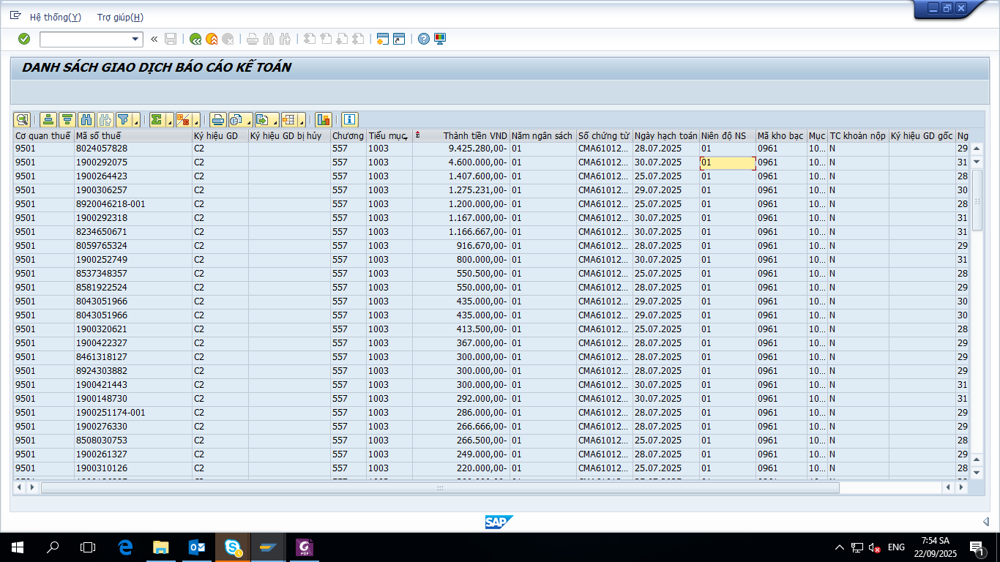 Hệ thống(Y) Trợ giúp(H)
DANH SÁCH GIAO DỊCH BÁO CÁO KẾ TOÁN
Cơ quan thuế Mã số thuế Ký hiệu GD Ký hiệu GD bị hủy Chương Tiểu mục Thành tiền VND Năm ngân sách Số chứng từ Ngày hạch toán Niên độ NS Mã kho bạc Mục TC khoản nộp Ký hiệu GD gốc Ng
9501 8024057828 C2 557 1003 9.425.280,00- 01 CMA61012... 28.07.2025 01 0961 10... N 29
9501 1900292075 C2 557 1003 4.600.000,00- 01 CMA61012... 30.07.2025 01 0961 10... N 31
9501 1900264423 C2 557 1003 1.407.600,00- 01 CMA61012... 25.07.2025 01 0961 10... N 28
9501 1900306257 C2 557 1003 1.275.231,00- 01 CMA61012... 29.07.2025 01 0961 10... N 30
9501 8920046218-001 C2 557 1003 1.200.000,00- 01 CMA61012... 25.07.2025 01 0961 10... N 28
9501 1900292318 C2 557 1003 1.167.000,00- 01 CMA61012... 30.07.2025 01 0961 10... N 31
9501 8234650671 C2 557 1003 1.166.667,00- 01 CMA61012... 30.07.2025 01 0961 10... N 31
9501 8059765324 C2 557 1003 916.670,00- 01 CMA61012... 28.07.2025 01 0961 10... N 29
9501 1900252749 C2 557 1003 800.000,00- 01 CMA61012... 30.07.2025 01 0961 10... N 31
9501 8537348357 C2 557 1003 550.500,00- 01 CMA61012... 25.07.2025 01 0961 10... N 28
9501 8581922524 C2 557 1003 550.000,00- 01 CMA61012... 28.07.2025 01 0961 10... N 29
9501 8043051966 C2 557 1003 435.000,00- 01 CMA61012... 29.07.2025 01 0961 10... N 30
9501 8043051966 C2 557 1003 435.000,00- 01 CMA61012... 29.07.2025 01 0961 10... N 30
9501 1900320621 C2 557 1003 413.500,00- 01 CMA61012... 25.07.2025 01 0961 10... N 28
9501 1900422327 C2 557 1003 367.000,00- 01 CMA61012... 28.07.2025 01 0961 10... N 29
9501 8461318127 C2 557 1003 300.000,00- 01 CMA61012... 28.07.2025 01 0961 10... N 29
9501 8924303882 C2 557 1003 300.000,00- 01 CMA61012... 28.07.2025 01 0961 10... N 29
9501 1900421443 C2 557 1003 300.000,00- 01 CMA61012... 30.07.2025 01 0961 10... N 31
9501 1900148730 C2 557 1003 292.000,00- 01 CMA61012... 30.07.2025 01 0961 10... N 31
9501 1900251174-001 C2 557 1003 286.000,00- 01 CMA61012... 28.07.2025 01 0961 10... N 29
9501 1900276330 C2 557 1003 266.666,00- 01 CMA61012... 28.07.2025 01 0961 10... N 29
9501 8508030753 C2 557 1003 266.500,00- 01 CMA61012... 25.07.2025 01 0961 10... N 28
9501 1900261327 C2 557 1003 249.000,00- 01 CMA61012... 28.07.2025 01 0961 10... N 29
9501 1900310126 C2 557 1003 220.000,00- 01 CMA61012... 25.07.2025 01 0961 10... N 28
SAP
ENG 7:54 SA
22/09/2025
1